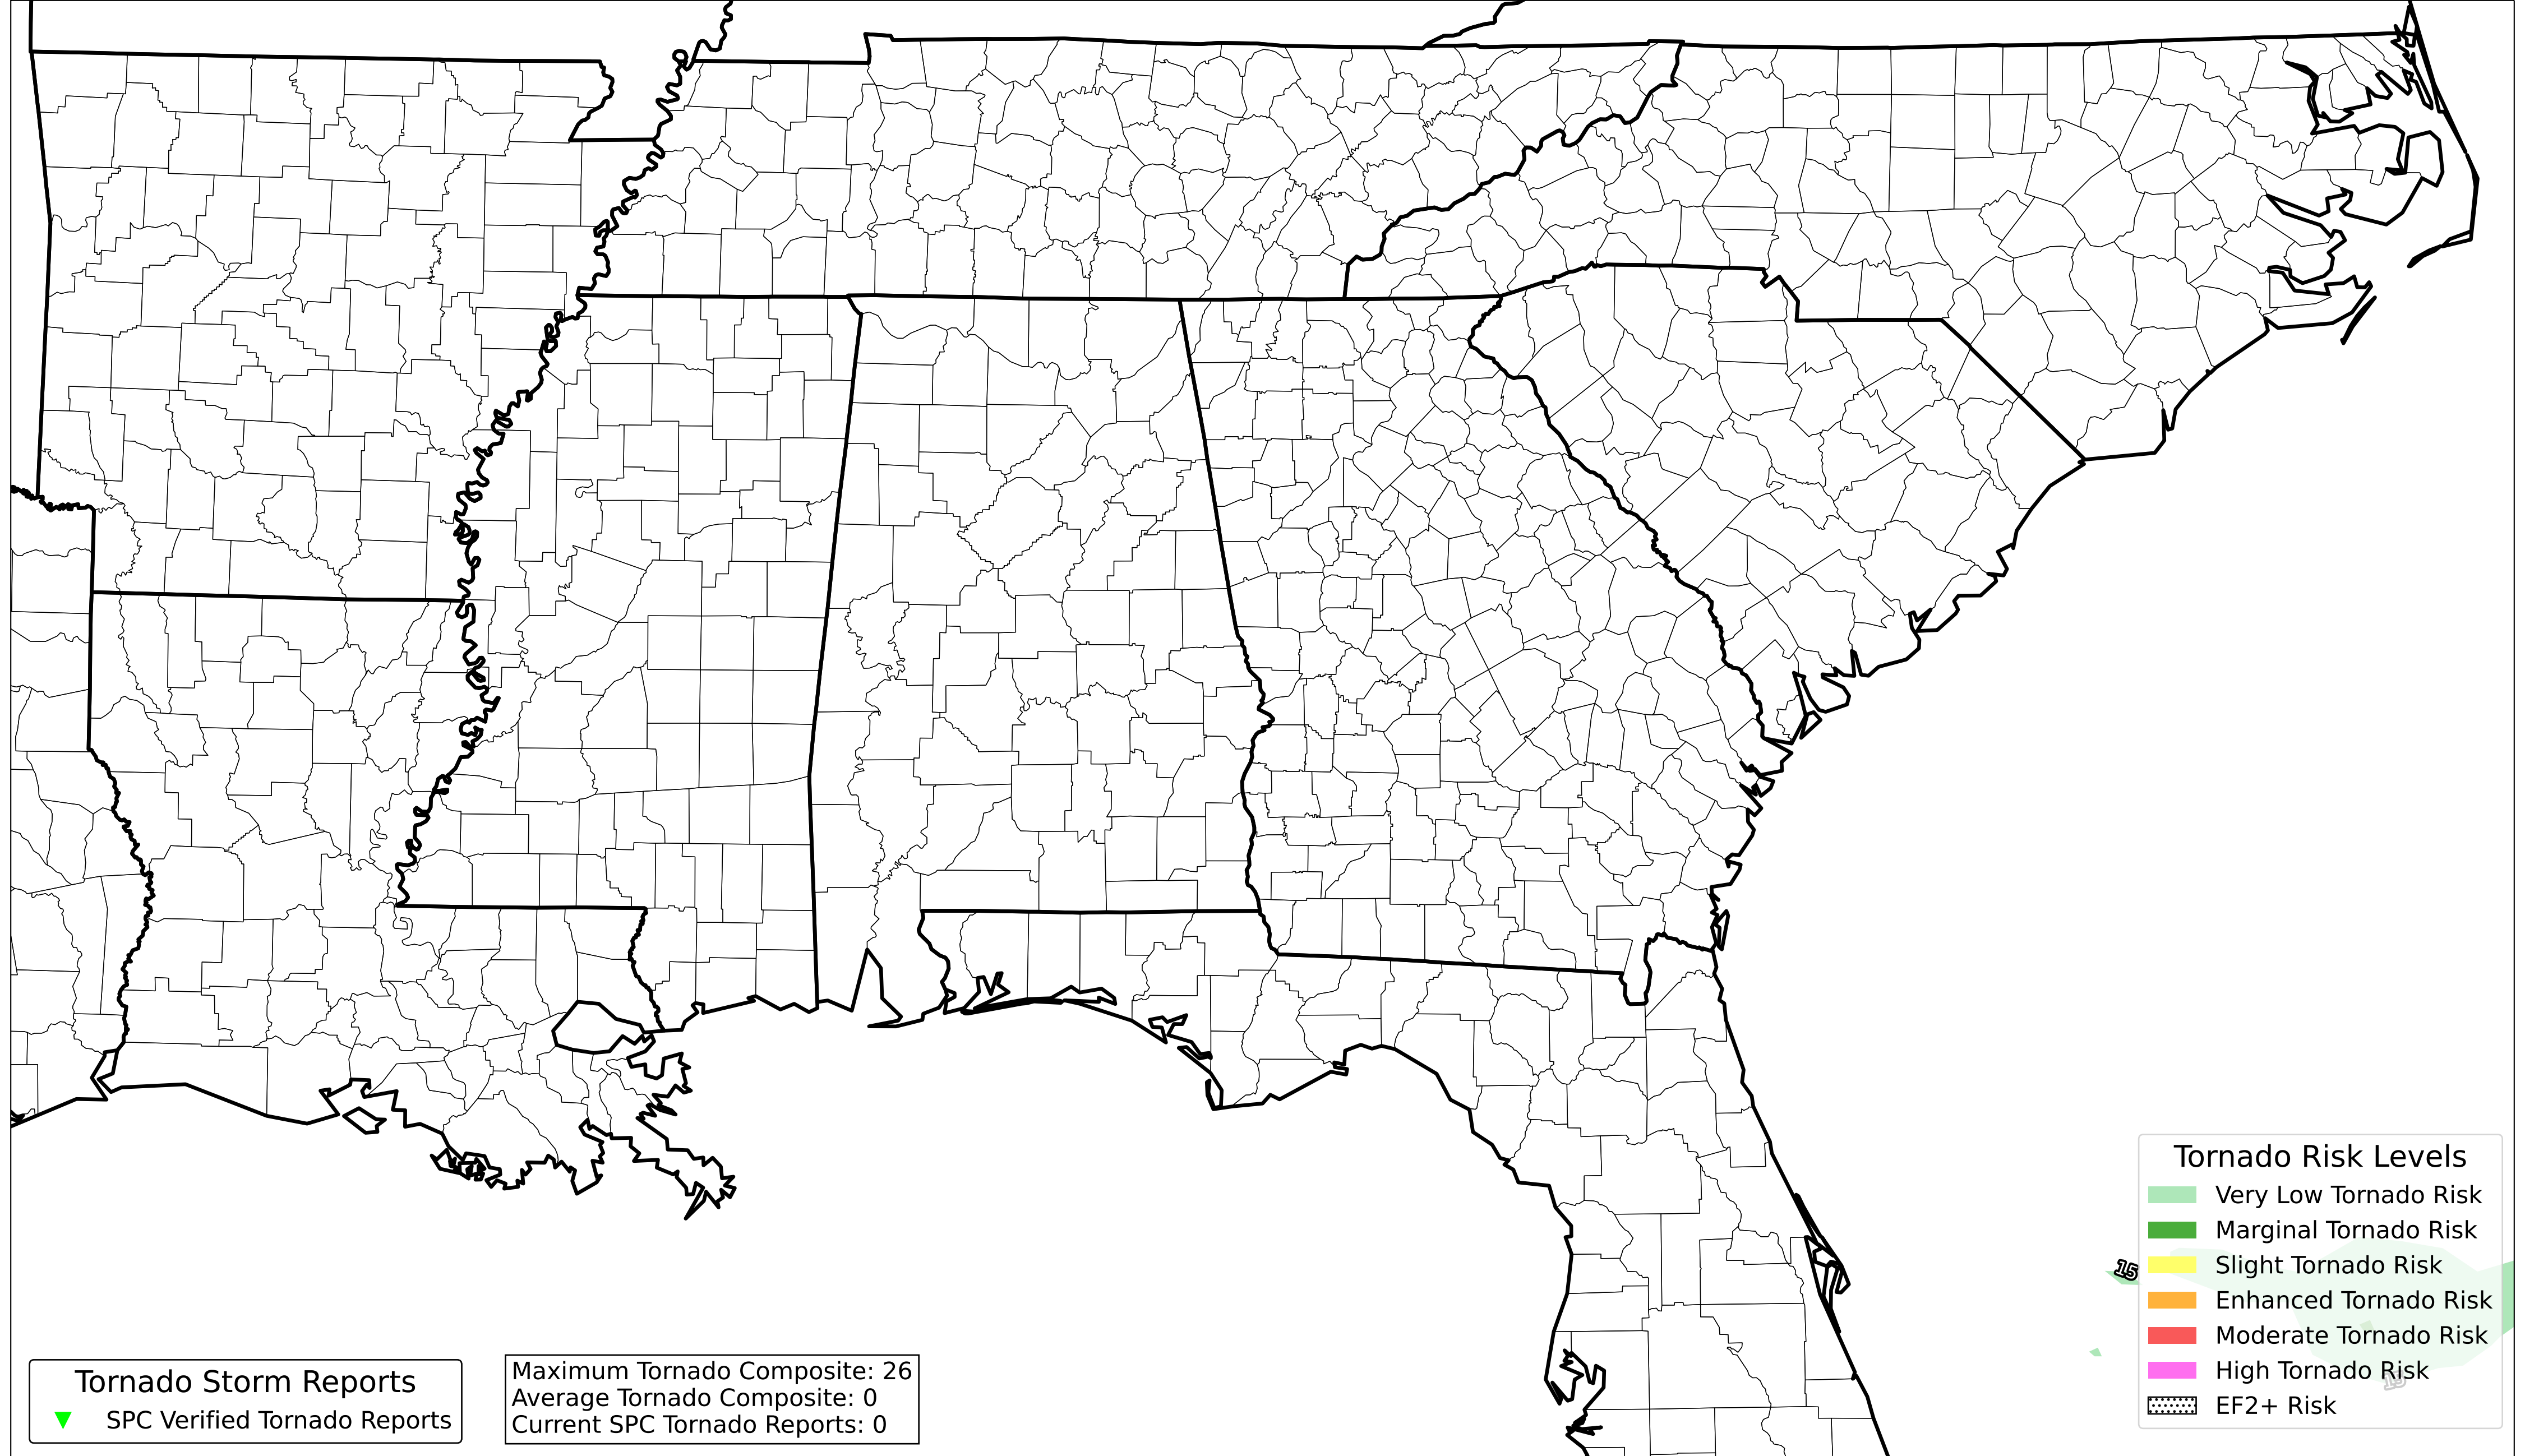 15
Tornado Risk Levels
Very Low Tornado Risk
Marginal Tornado Risk
Slight Tornado Risk
Enhanced Tornado Risk
Moderate Tornado Risk
High Tornado Risk
15
EF2+ Risk
Tornado Storm Reports
SPC Verified Tornado Reports
Maximum Tornado Composite: 26
Average Tornado Composite: 0
Current SPC Tornado Reports: 0